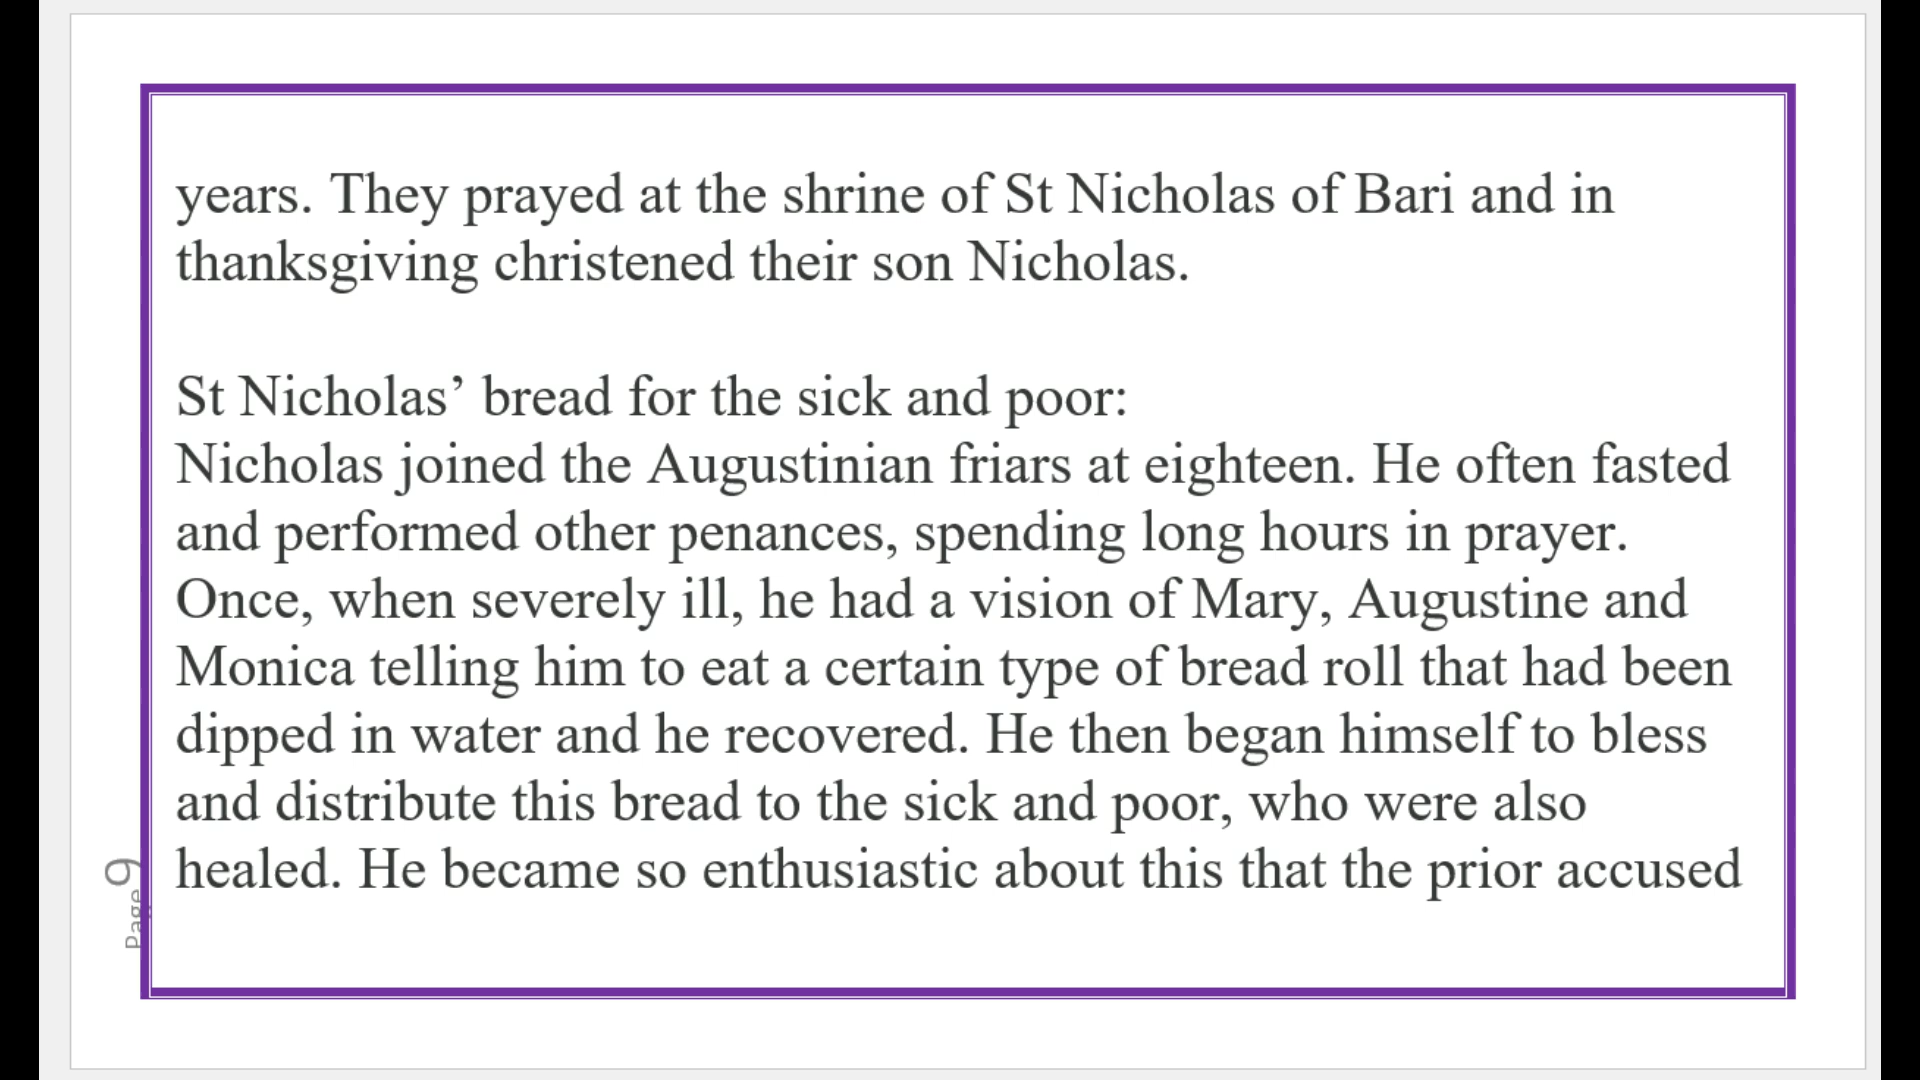 years. They prayed at the shrine of St Nicholas of Bari and in
thanksgiving christened their son Nicholas.
St Nicholas’ bread for the sick and poor:
Nicholas joined the Augustinian friars at eighteen. He often fasted
and performed other penances, spending long hours in prayer.
Once, when severely ill, he had a vision of Mary, Augustine and
Monica telling him to eat a certain type of bread roll that had been
dipped in water and he recovered. He then began himself to bless
and distribute this bread to the sick and poor, who were also
healed. He became so enthusiastic about this that the prior accused
Page 9